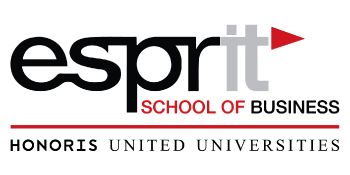 esprit
SCHOOL OF BUSINESS
HONORIS UNITED UNIVERSITIES